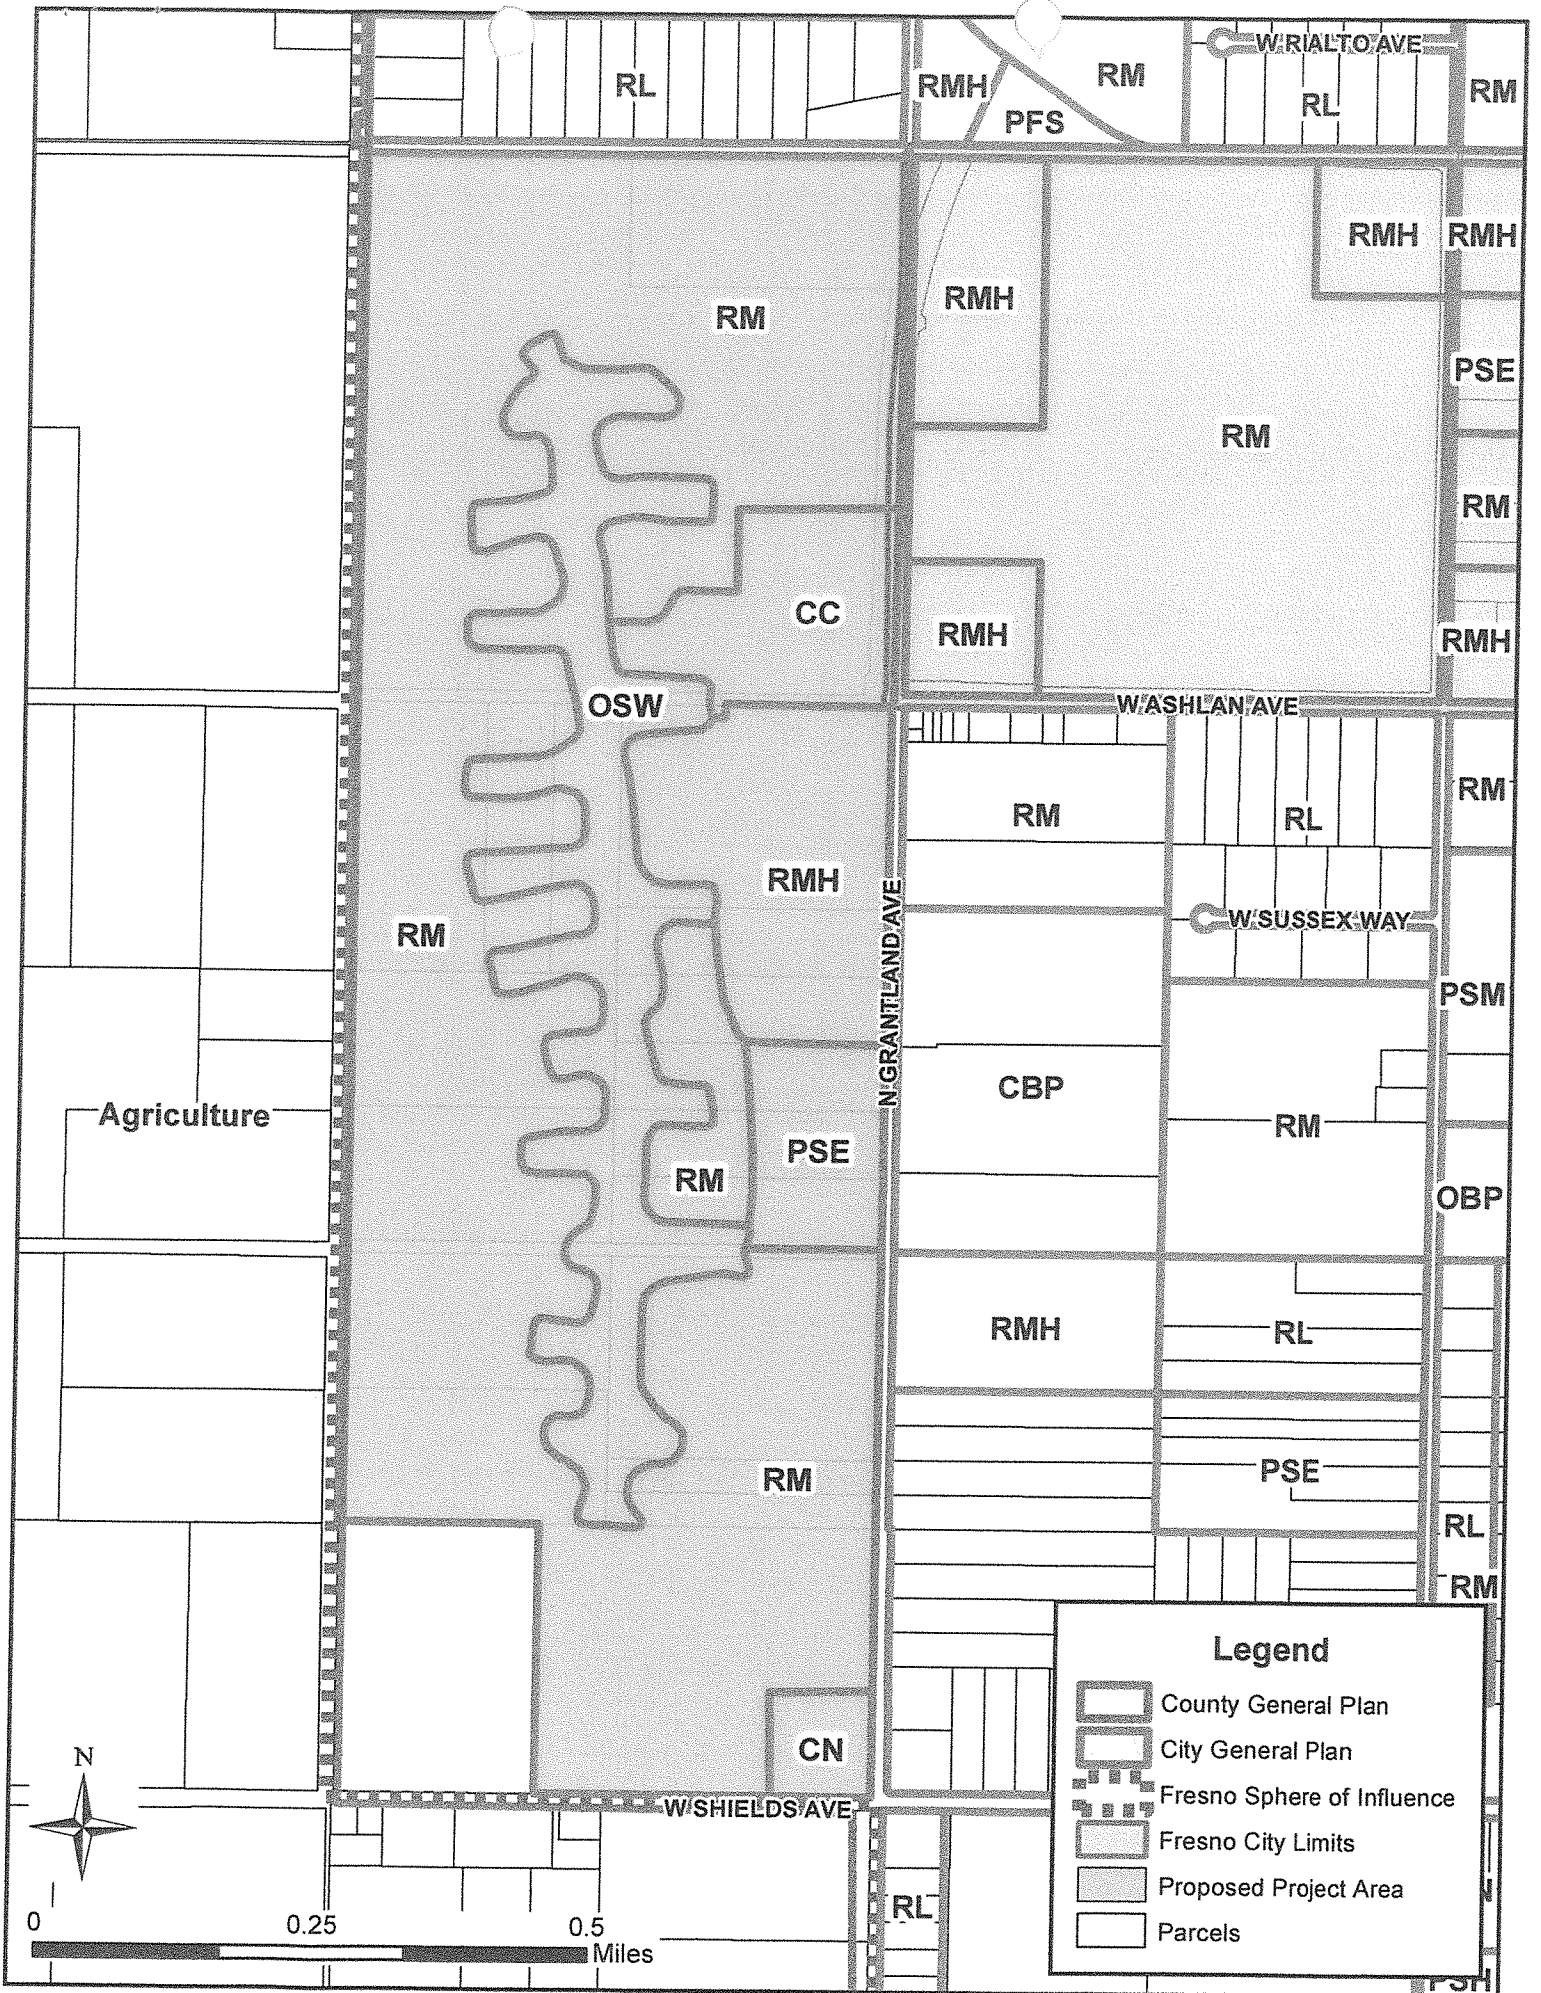 W RIALTO AVE
RL
RMH
RM
PFS
RL
RM
RM
RMH
RMH
RMH
RM
PSE
RM
CC
RMH
RMH
OSW
W ASHLAN AVE
RM
RL
RM
RMH
N GRANTLAND AVE
RM
W SUSSEX WAY
PSM
CBP
Agriculture
RM
PSE
RM
OBP
RMH
RL
RM
PSE
RL
RM
CN
W SHIELDS AVE
RL
Legend
County General Plan
City General Plan
Fresno Sphere of Influence
Fresno City Limits
Proposed Project Area
Parcels
N
0 0.25 0.5
Miles
PSH